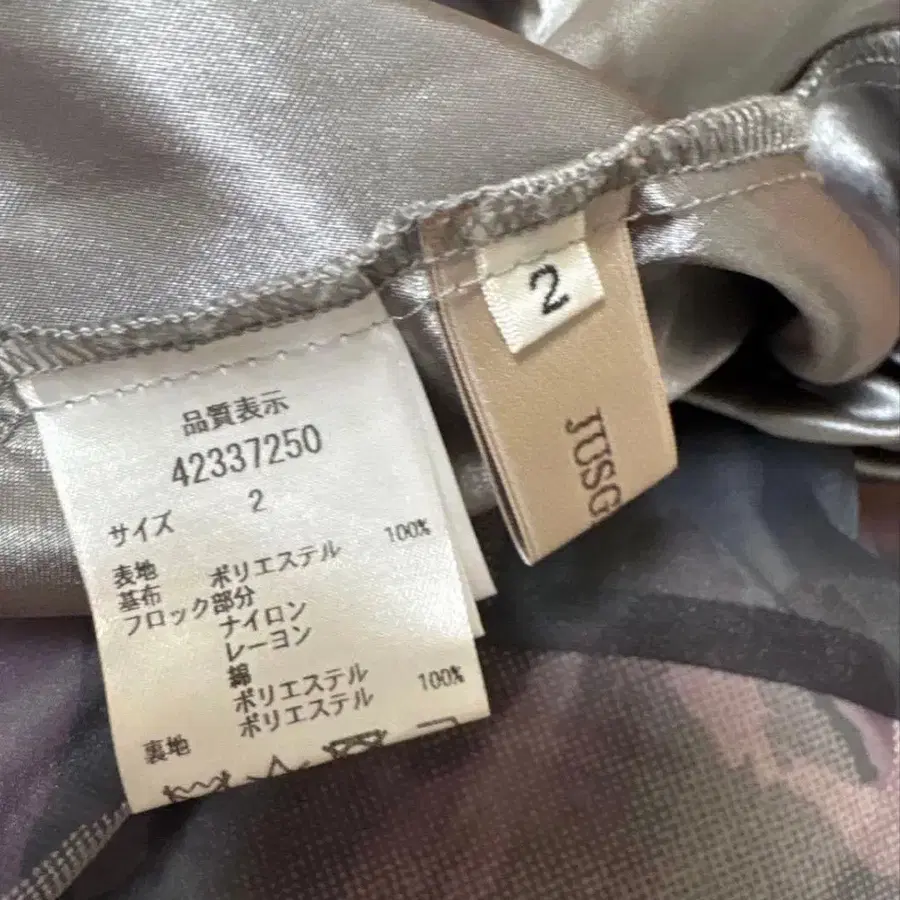 品質表示
42337250
サイズ 2
表地 ポリエステル 100%
基布
フロック部分
ナイロン
レーヨン
綿
ポリエステル
裏地 ポリエステル 100%
2